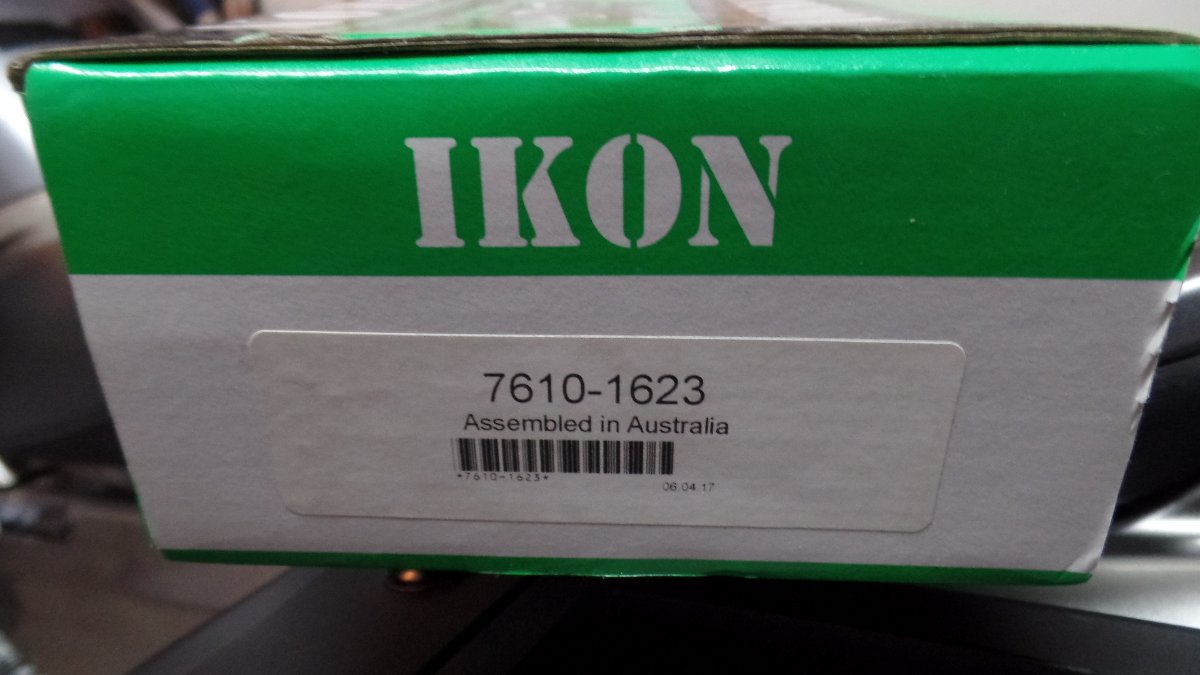 IKON
7610-1623
Assembled in Australia
*7610-1623*
06.04.17